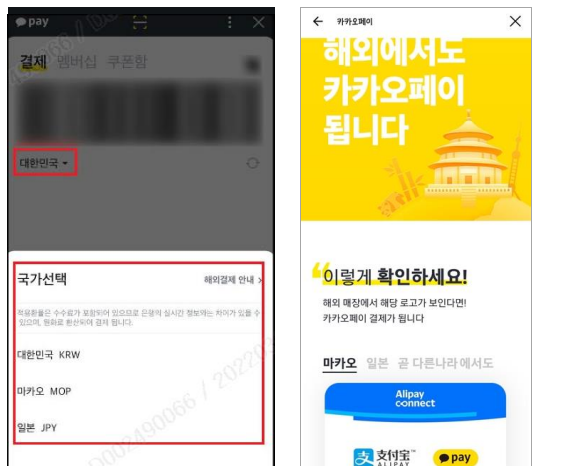 pay
결제 멤버십 쿠폰함
대한민국
국가선택
해외결제 안내 >
적용환율은 수수료가 포함되어 있으므로 은행의 실시간 정보와는 차이가 있을 수
있으며, 원화로 환산되어 결제 됩니다.
대한민국 KRW
마카오 MOP
일본 JPY
카카오페이
해외에서도
카카오페이
됩니다
“이렇게 확인하세요!
해외 매장에서 해당 로고가 보인다면!
카카오페이 결제가 됩니다
마카오 일본 곧 다른나라에서도
Alipay
connect
支 支付宝™
ALIPAY
pay